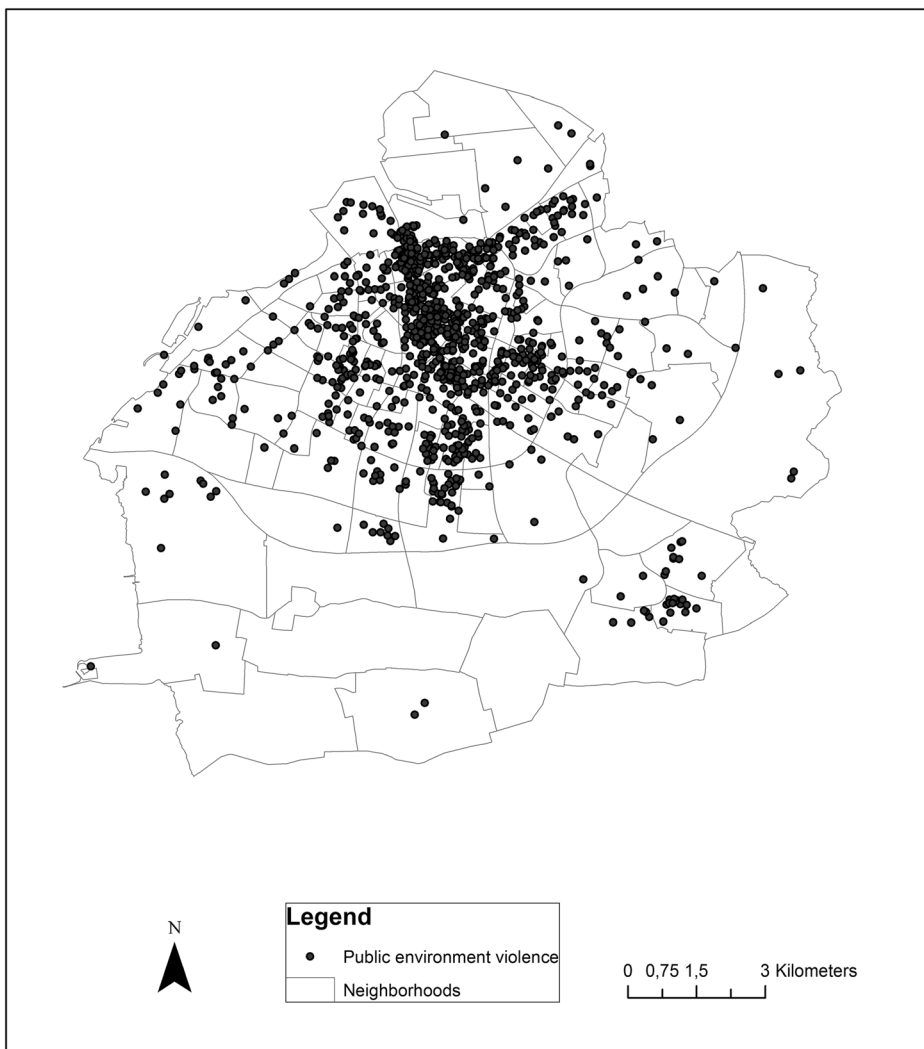 N
Legend
Public environment violence
Neighborhoods
0 0,75 1,5 3 Kilometers